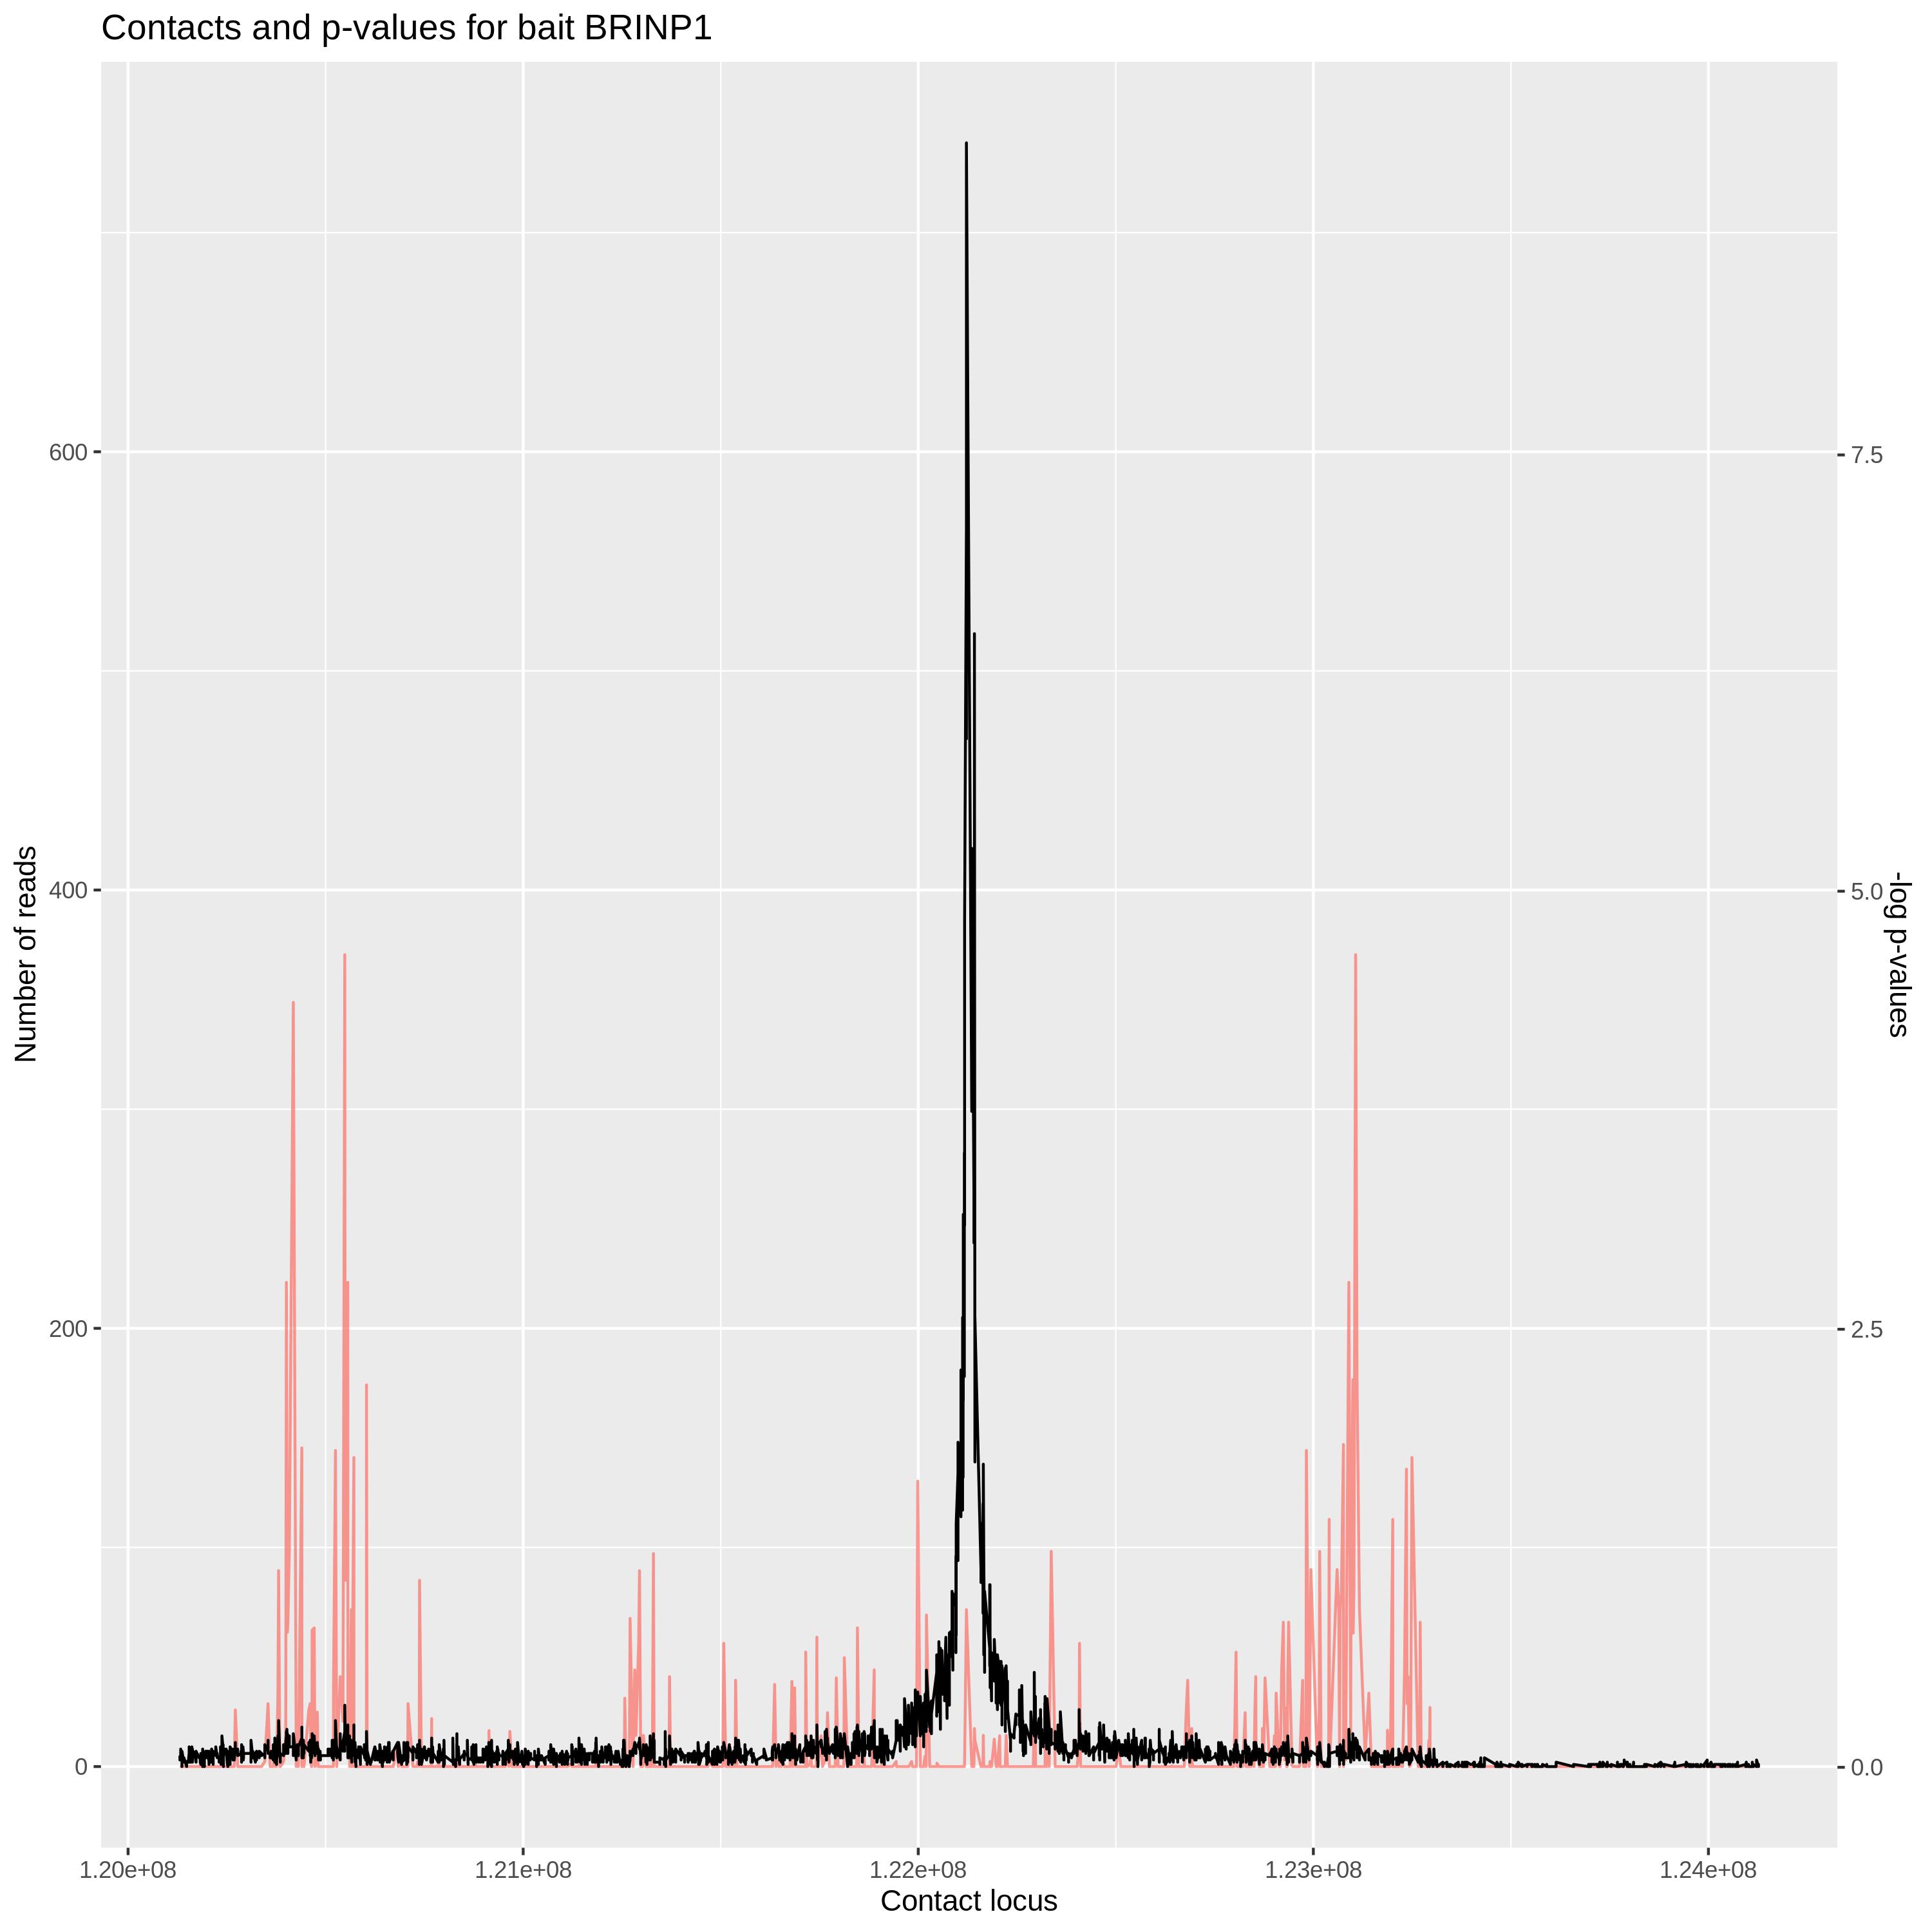 Contacts and p-values for bait BRINP1
Number of reads
600
400
200
0
7.5
5.0
2.5
0.0
-log p-values
1.20e+08
1.21e+08
1.22e+08
1.23e+08
1.24e+08
Contact locus